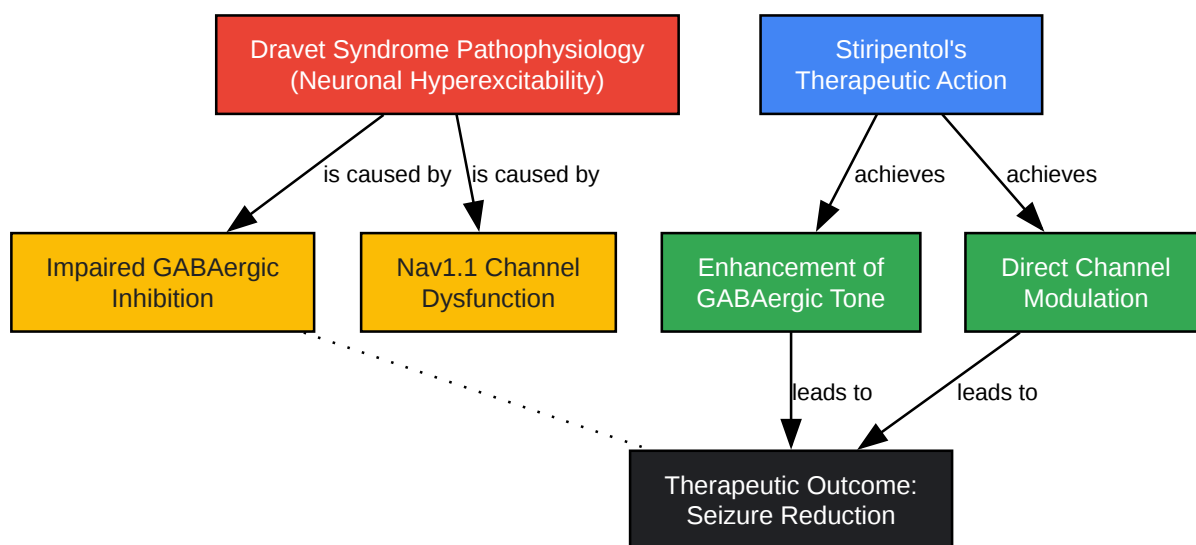 Dravet Syndrome Pathophysiology
(Neuronal Hyperexcitability)
Stiripentol's
Therapeutic Action
is caused by
is caused by
achieves
achieves
Impaired GABAergic
Inhibition
Nav1.1 Channel
Dysfunction
Enhancement of
GABAergic Tone
Direct Channel
Modulation
leads to
leads to
Therapeutic Outcome:
Seizure Reduction